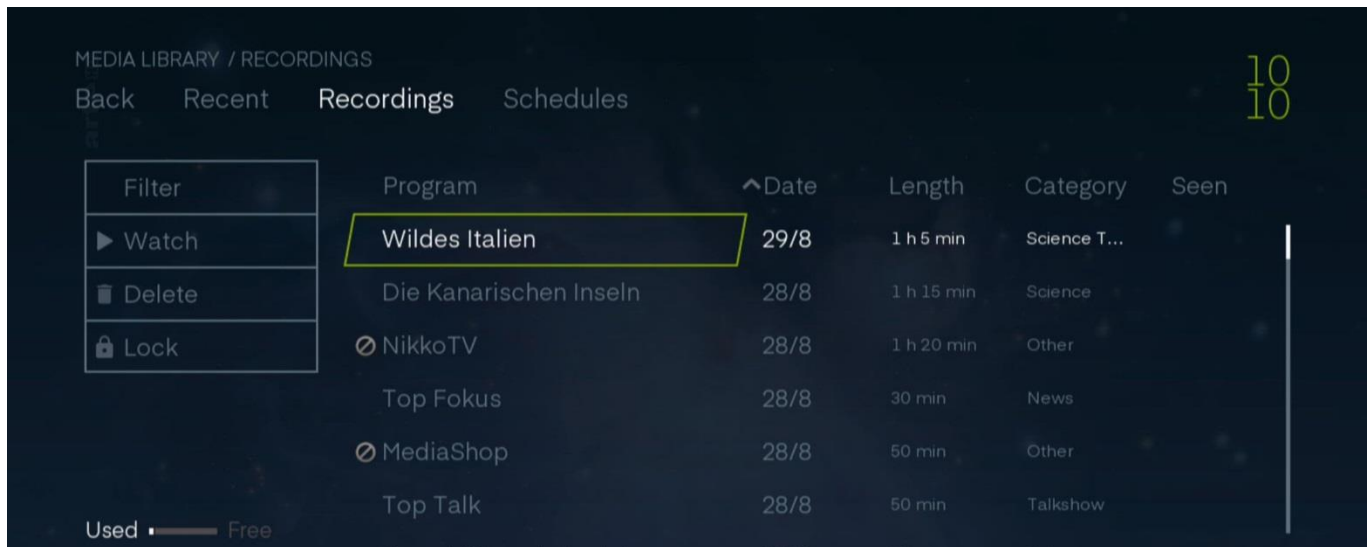 MEDIA LIBRARY / RECORDINGS
Back Recent Recordings Schedules
10
10
Filter
Watch
Delete
Lock
Program Date Length Category Seen
Wildes Italien 29/8 1 h 5 min Science T...
Die Kanarischen Inseln 28/8 1 h 15 min Science
NikkoTV 28/8 1 h 20 min Other
Top Fokus 28/8 30 min News
MediaShop 28/8 50 min Other
Top Talk 28/8 50 min Talkshow
Used Free